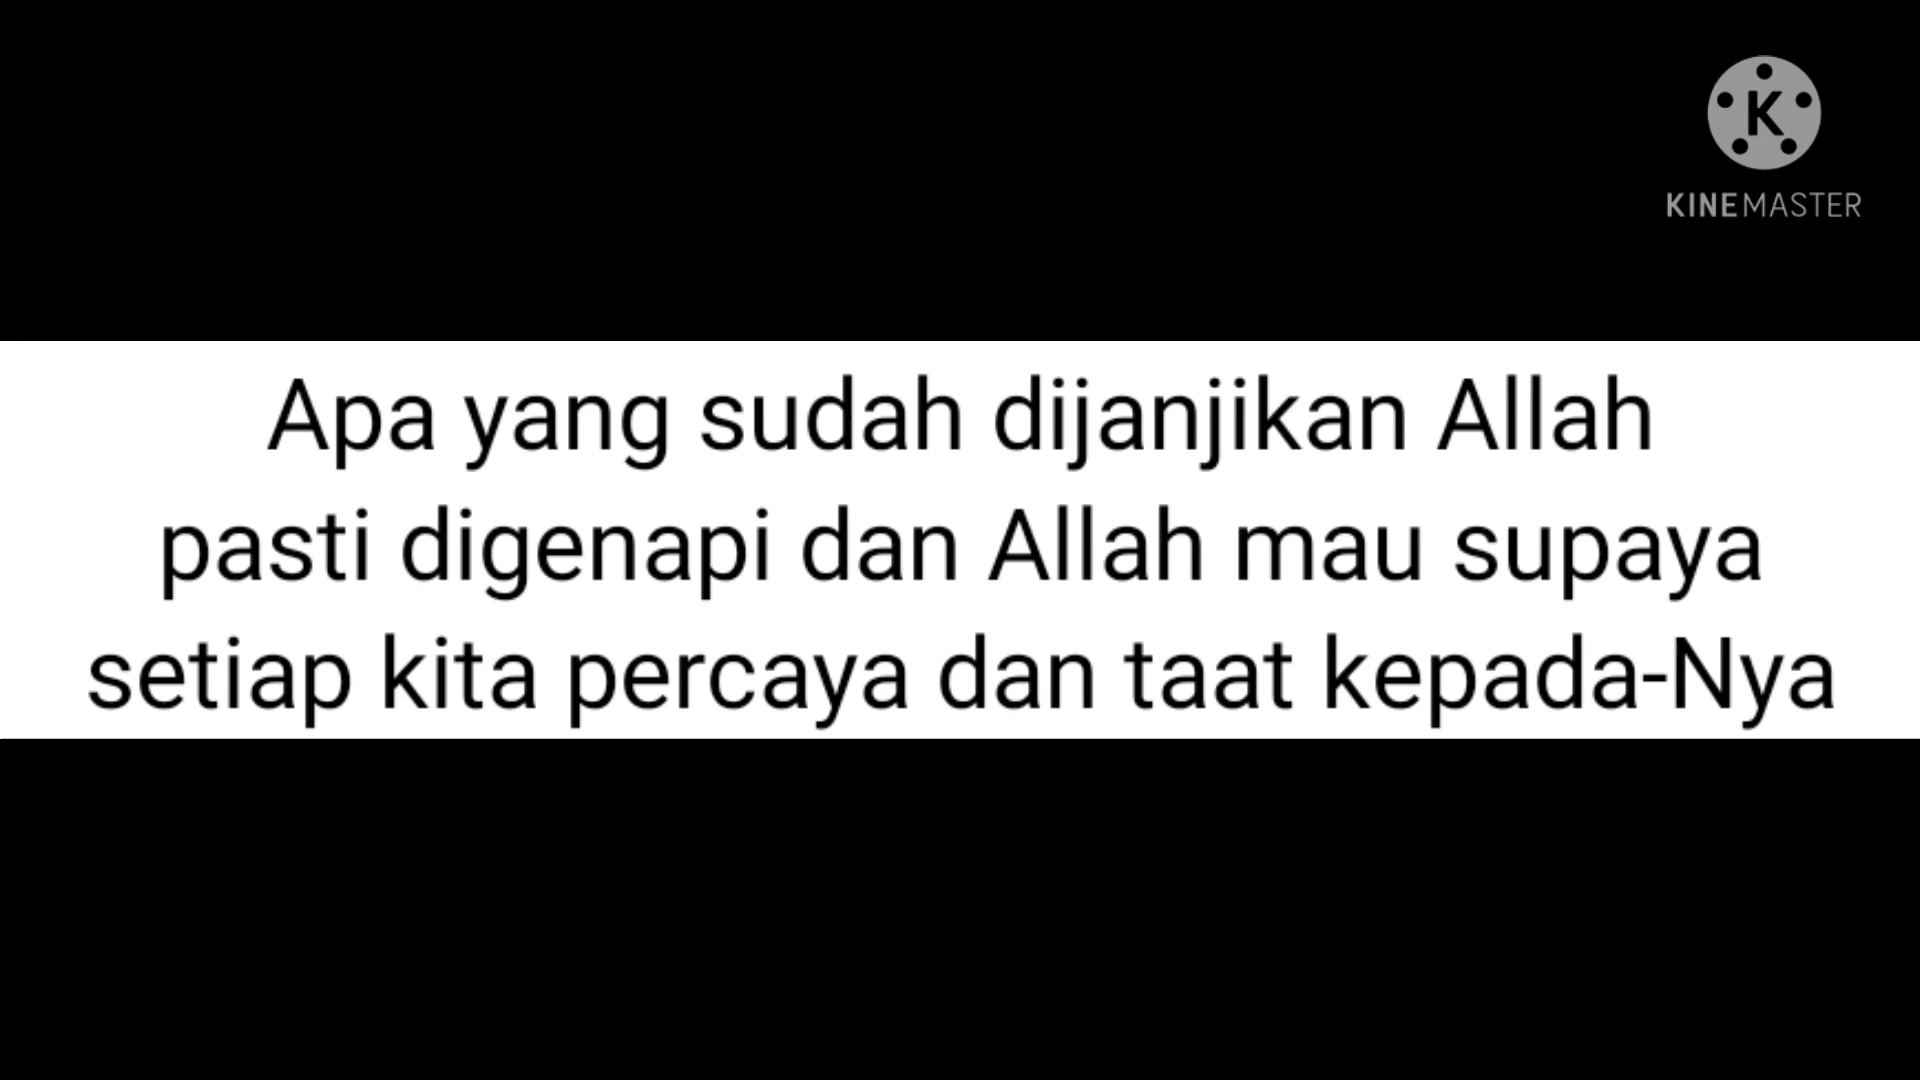 K
KINEMASTER
Apa yang sudah dijanjikan Allah
pasti digenapi dan Allah mau supaya
setiap kita percaya dan taat kepada-Nya